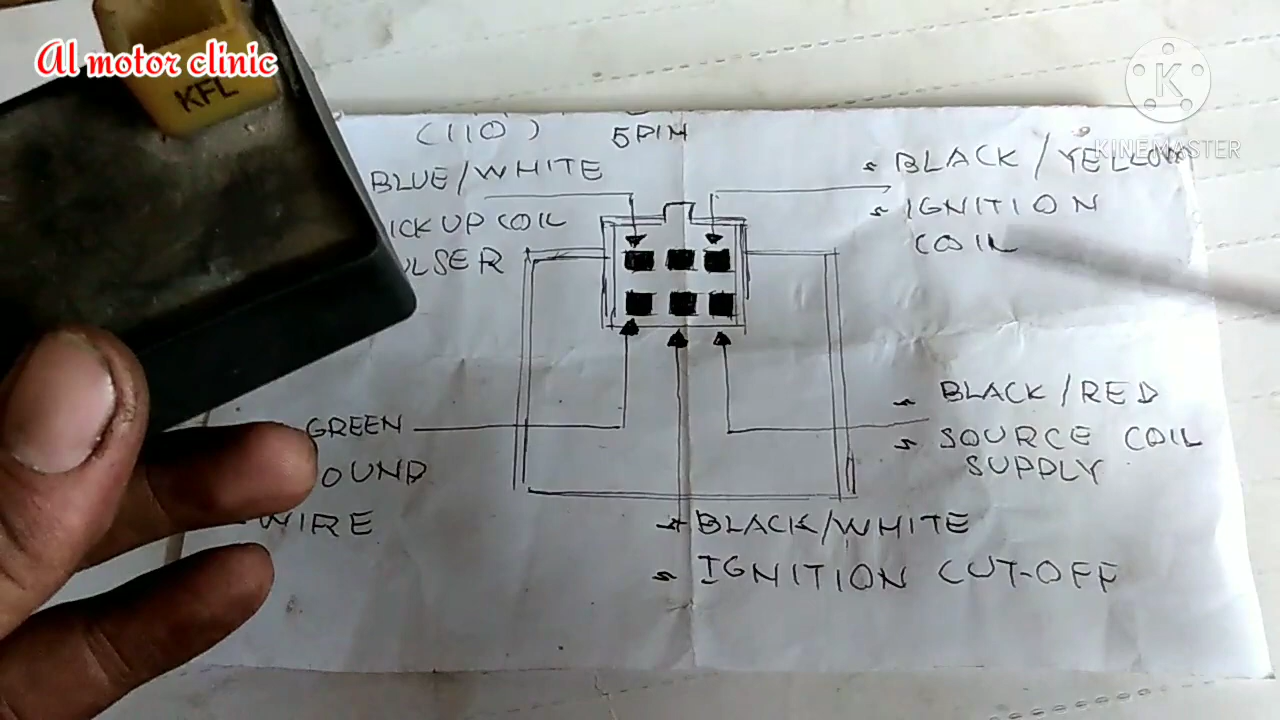 Al motor clinic
KFL
K
KINEMASTER
(110) 5PIN
BLUE/WHITE
ICK UP COIL
ULSER
BLACK/YELLOW
IGNITION
COIL
GREEN
OUND
WIRE
BLACK/RED
SOURCE COIL
SUPPLY
BLACK/WHITE
IGNITION CUT-OFF